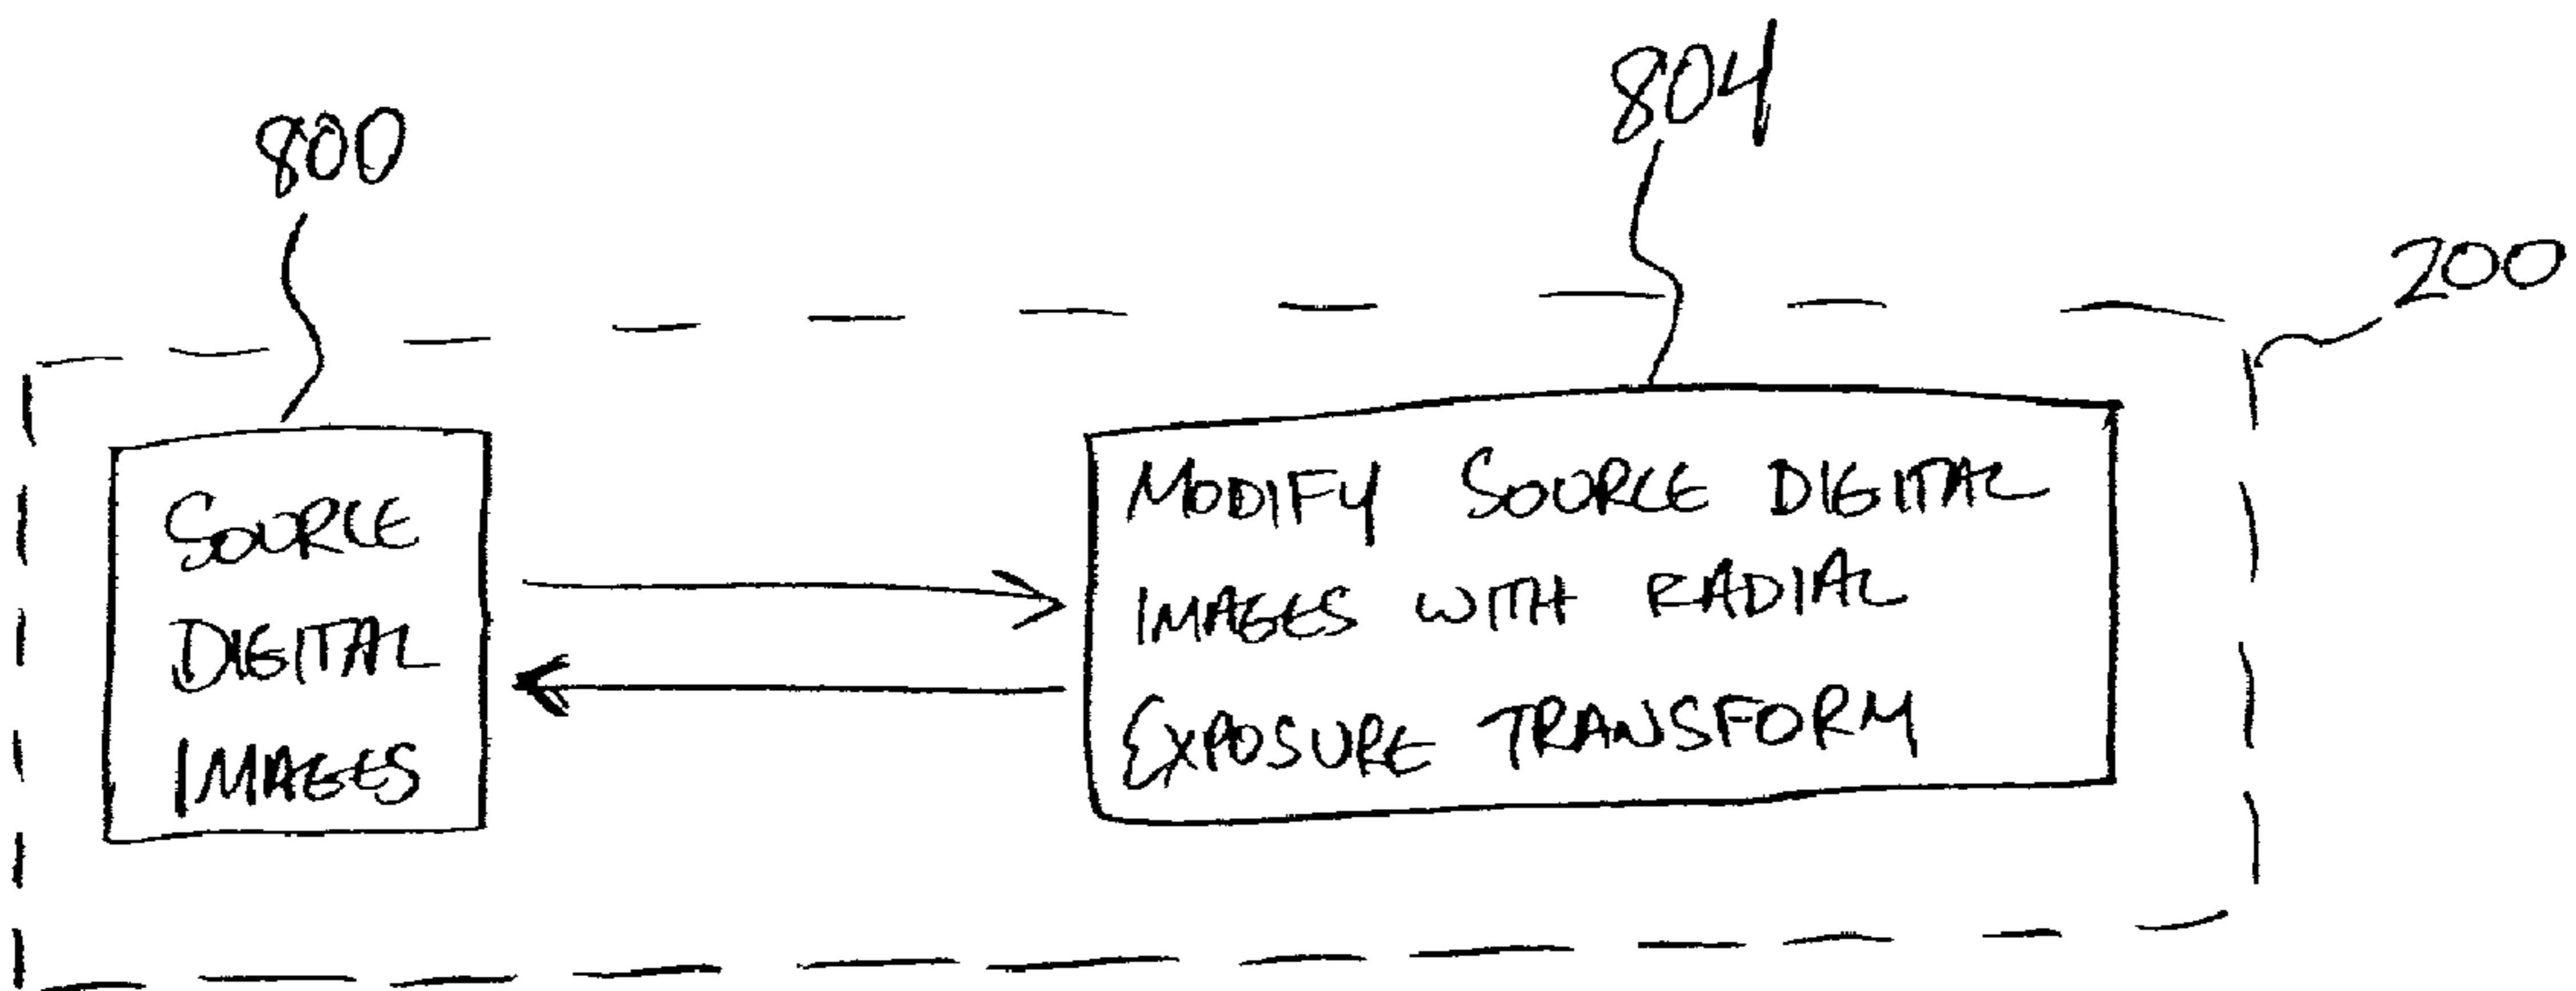 800
804
200
SOURCE
DIGITAL
IMAGES
MODIFY SOURCE DIGITAL
IMAGES WITH RADIAL
EXPOSURE TRANSFORM